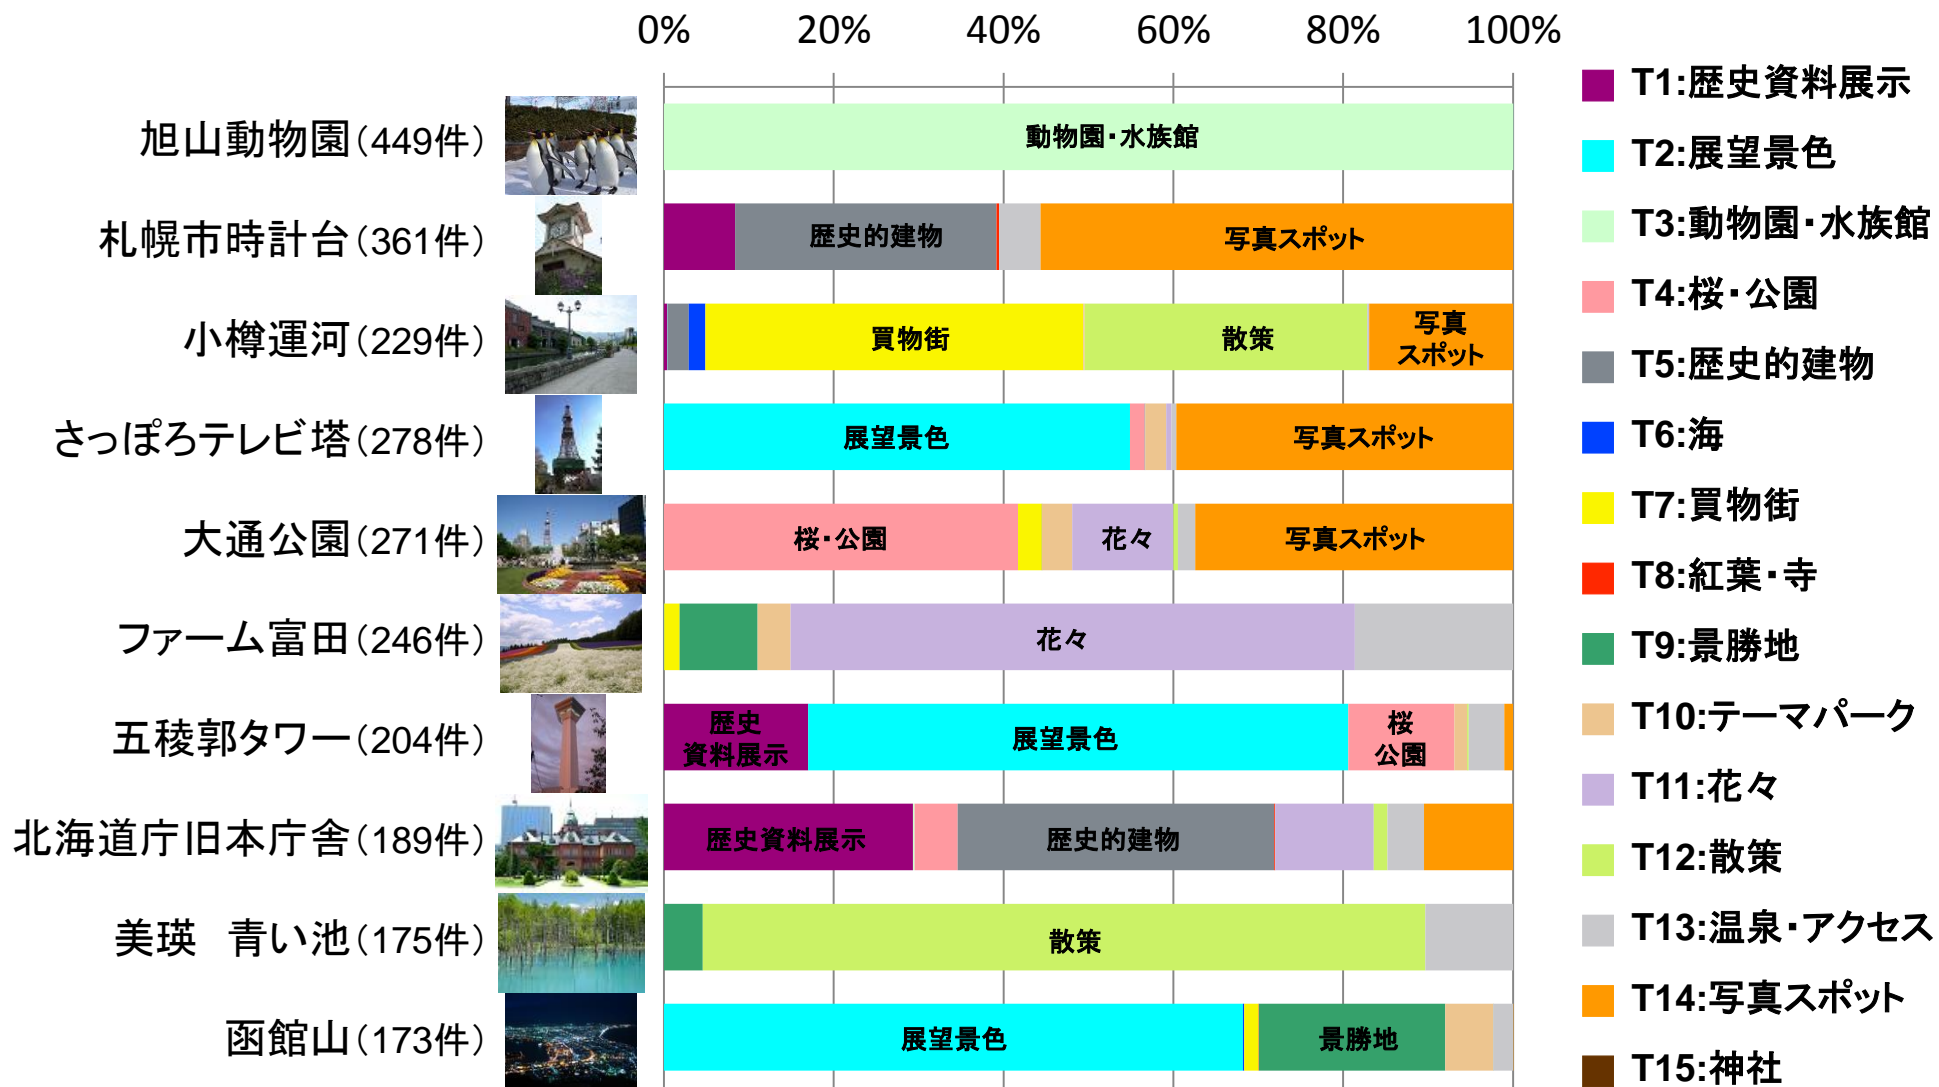 0% 20% 40% 60% 80% 100%
旭山動物園(449件)
動物園・水族館
札幌市時計台(361件)
歴史的建物
写真スポット
小樽運河(229件)
買物街
散策
写真
スポット
さっぽろテレビ塔(278件)
展望景色
写真スポット
大通公園(271件)
桜・公園
花々
写真スポット
ファーム富田(246件)
花々
五稜郭タワー(204件)
歴史
資料展示
展望景色
桜
公園
北海道庁旧本庁舎(189件)
歴史資料展示
歴史的建物
美瑛　青い池(175件)
散策
函館山(173件)
展望景色
景勝地
T1:歴史資料展示
T2:展望景色
T3:動物園・水族館
T4:桜・公園
T5:歴史的建物
T6:海
T7:買物街
T8:紅葉・寺
T9:景勝地
T10:テーマパーク
T11:花々
T12:散策
T13:温泉・アクセス
T14:写真スポット
T15:神社